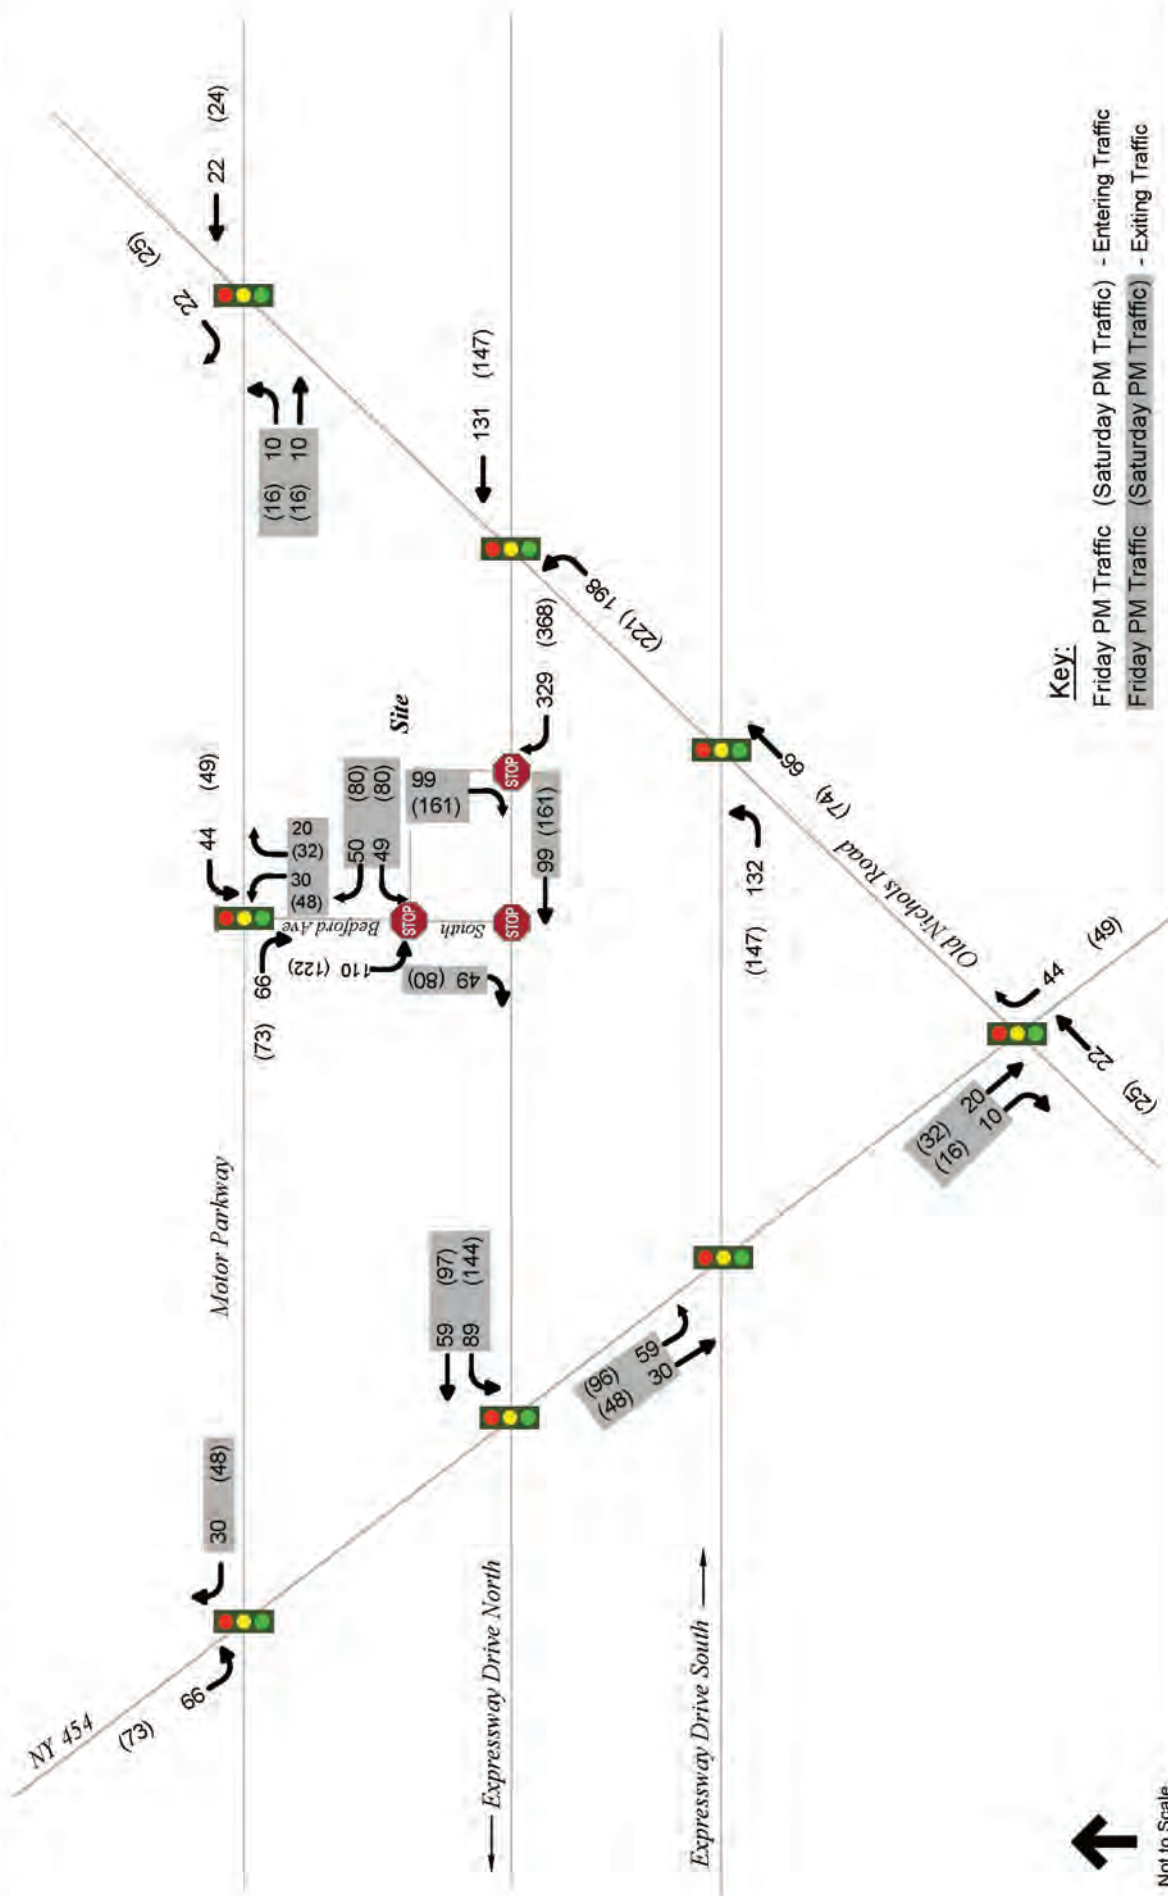 NY 454
(73)
66
30 (48)
Motor Parkway
(73) 66
44 (49)
22 (24)
22 (25)
(16) 10
(16) 10
20
(32)
30
(48)
Bedford Ave
South
110 (122)
50 (80)
49 (80)
Site
99
(161)
49 (80)
STOP
STOP
STOP
59 (97)
89 (144)
Expressway Drive North
131 (147)
329 (368)
99 (161)
(221) 198
(96) 59
(48) 30
Expressway Drive South
(147) 132
(74) 66
Old Nichols Road
(32) 20
(16) 10
44 (49)
(25) 22
Key:
Friday PM Traffic (Saturday PM Traffic) - Entering Traffic
Friday PM Traffic (Saturday PM Traffic) - Exiting Traffic
Not to Scale